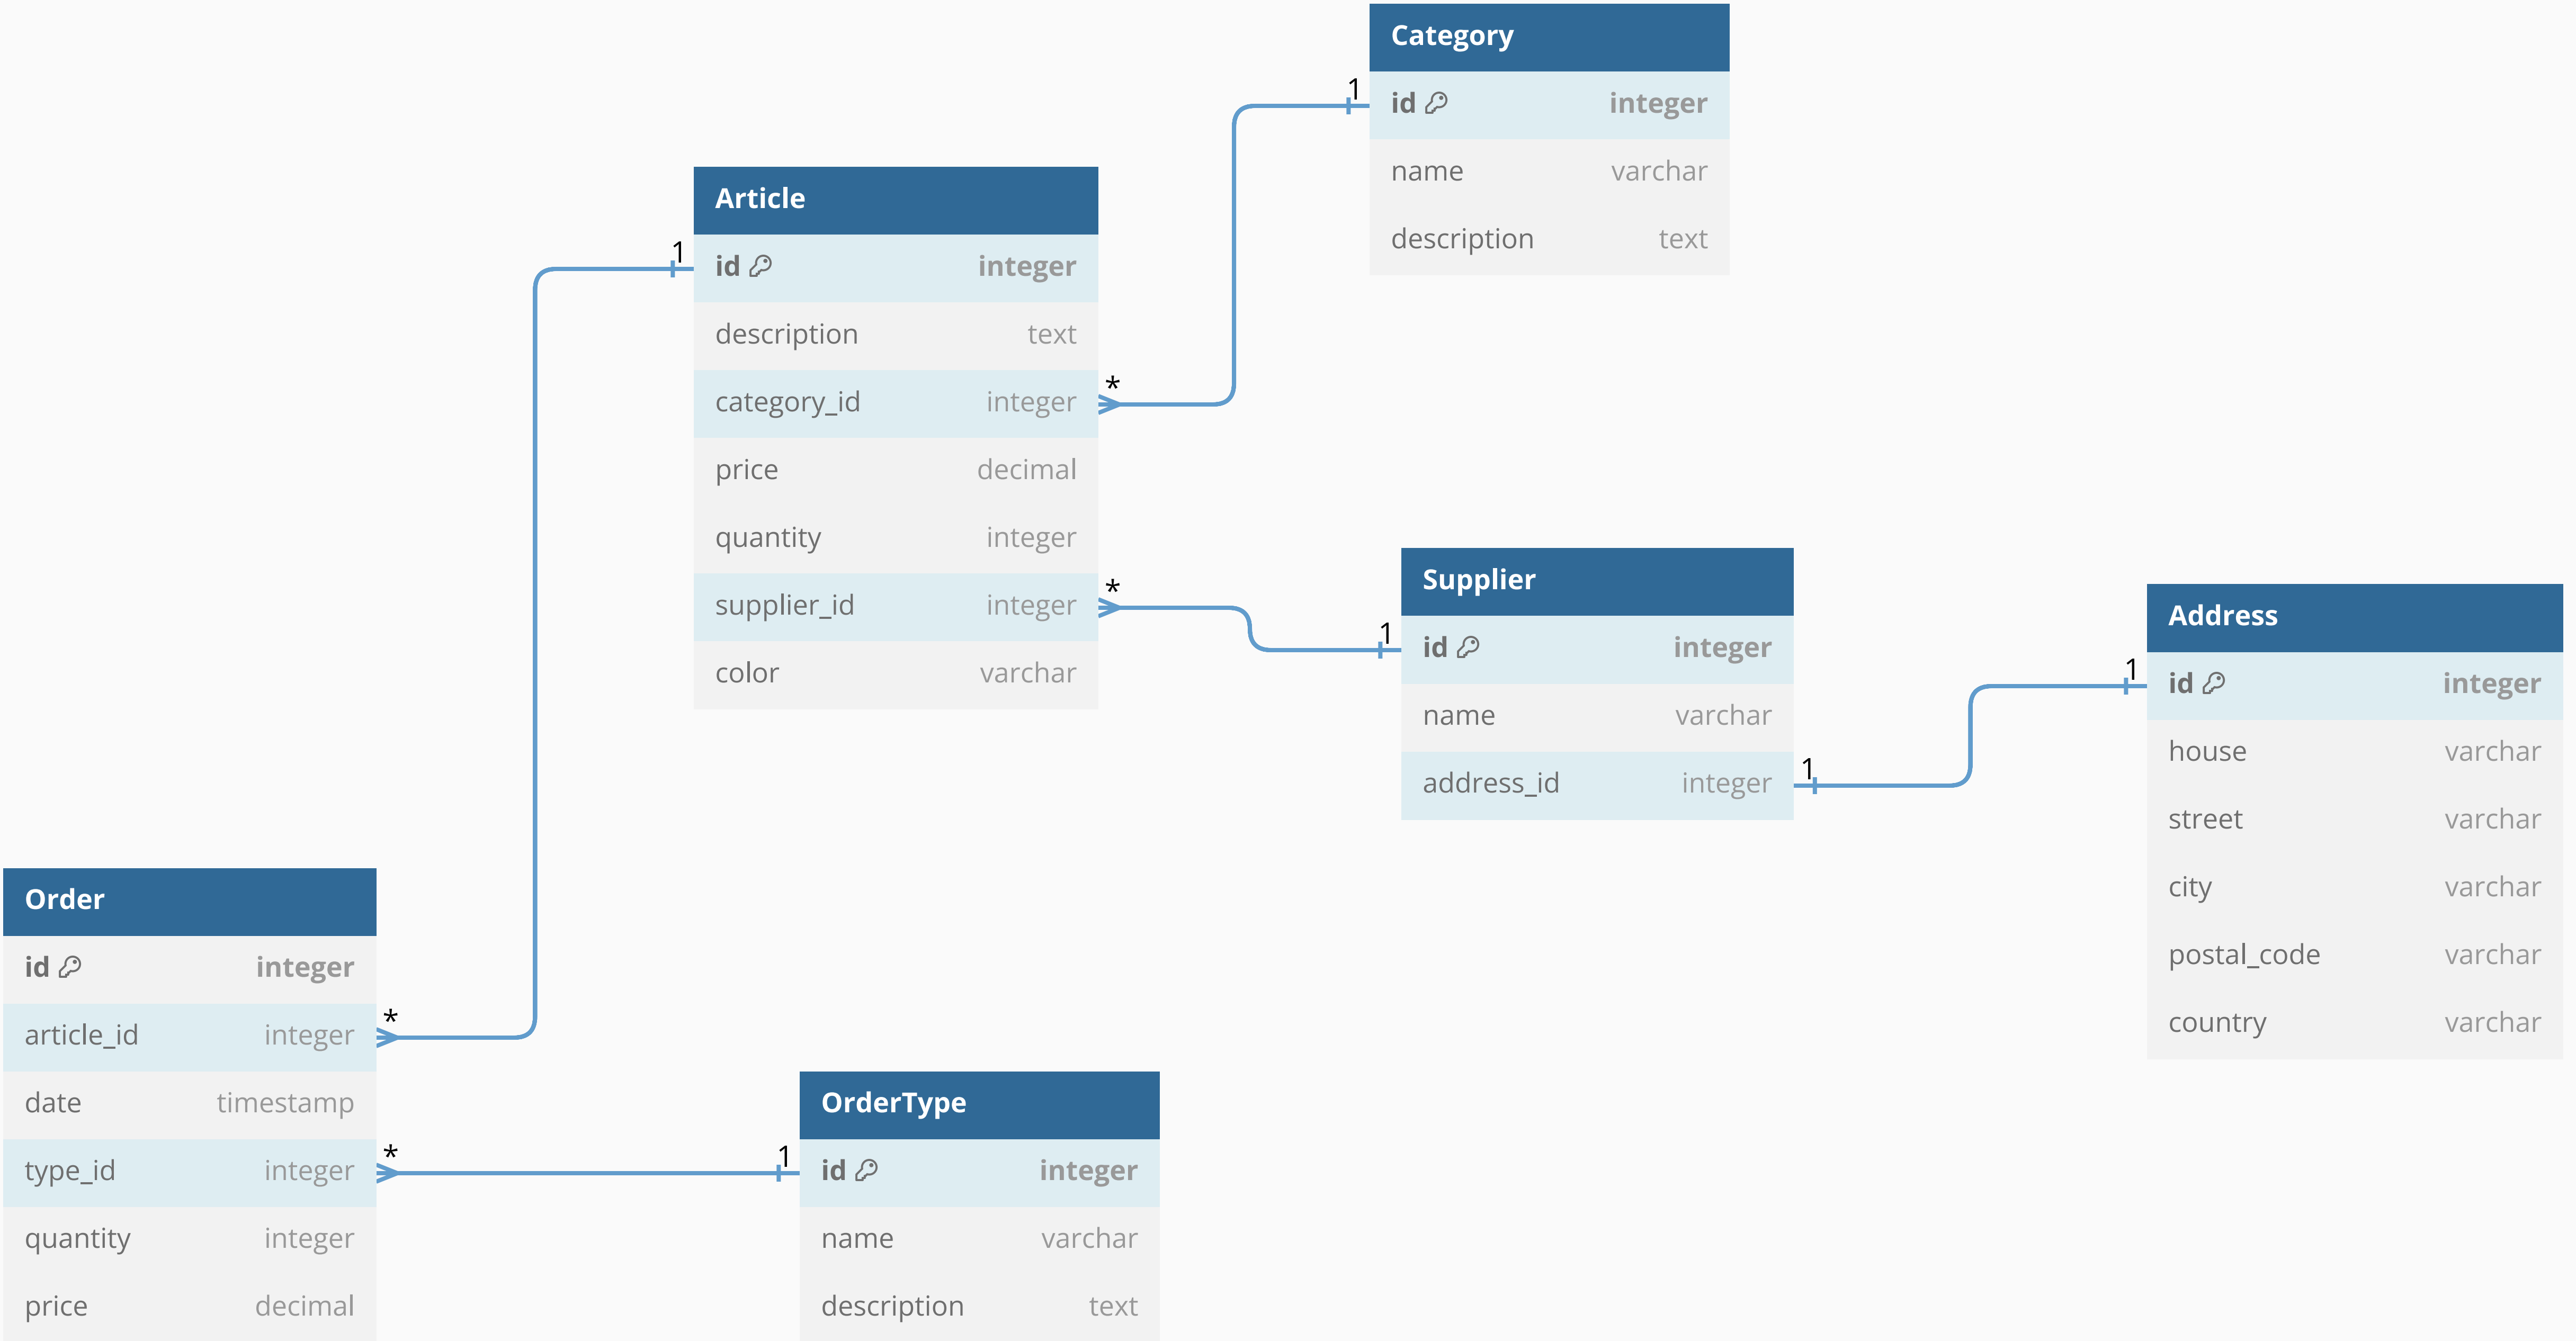 Category
id integer
name varchar
description text
Article
id integer
description text
category_id integer
price decimal
quantity integer
supplier_id integer
color varchar
Supplier
id integer
name varchar
address_id integer
Address
id integer
house varchar
street varchar
city varchar
postal_code varchar
country varchar
Order
id integer
article_id integer
date timestamp
type_id integer
quantity integer
price decimal
OrderType
id integer
name varchar
description text
1
*
1
*
1
*
1
1
1
*